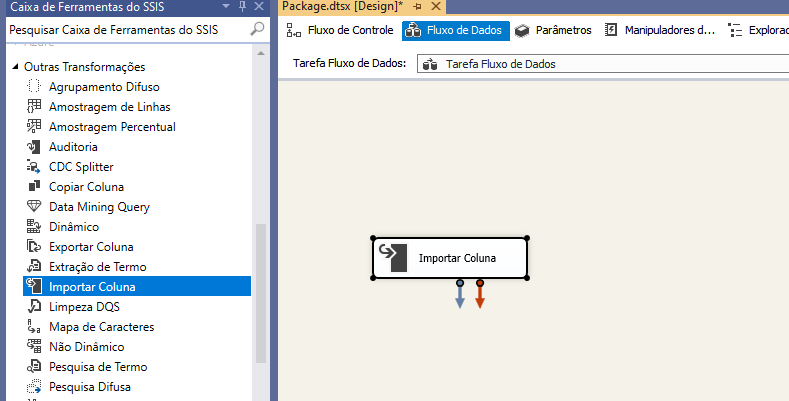 Caixa de Ferramentas do SSIS
Pesquisar Caixa de Ferramentas do SSIS
Outras Transformações
Agrupamento Difuso
Amostragem de Linhas
Amostragem Percentual
Auditoria
CDC Splitter
Copiar Coluna
Data Mining Query
Dinâmico
Exportar Coluna
Extração de Termo
Importar Coluna
Limpeza DQS
Mapa de Caracteres
Não Dinâmico
Pesquisa de Termo
Pesquisa Difusa
Package.dtsx [Design]*
Fluxo de Controle
Fluxo de Dados
Parâmetros
Manipuladores d...
Explorad
Tarefa Fluxo de Dados:
Tarefa Fluxo de Dados
Importar Coluna